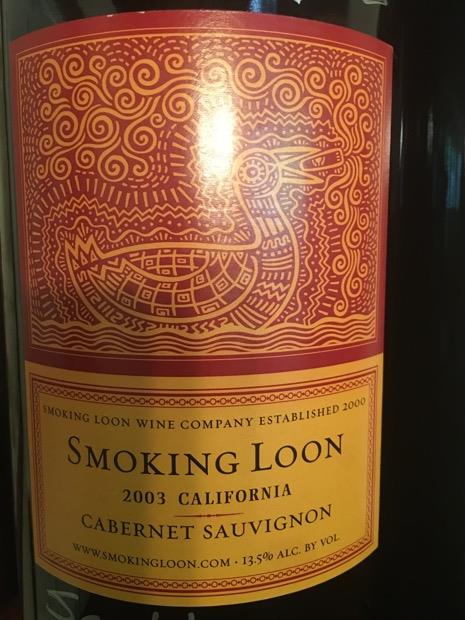 SMOKING LOON WINE COMPANY ESTABLISHED 2000
SMOKING LOON
2003 CALIFORNIA
CABERNET SAUVIGNON
WWW.SMOKINGLOON.COM · 13.5% ALC. BY VOL.